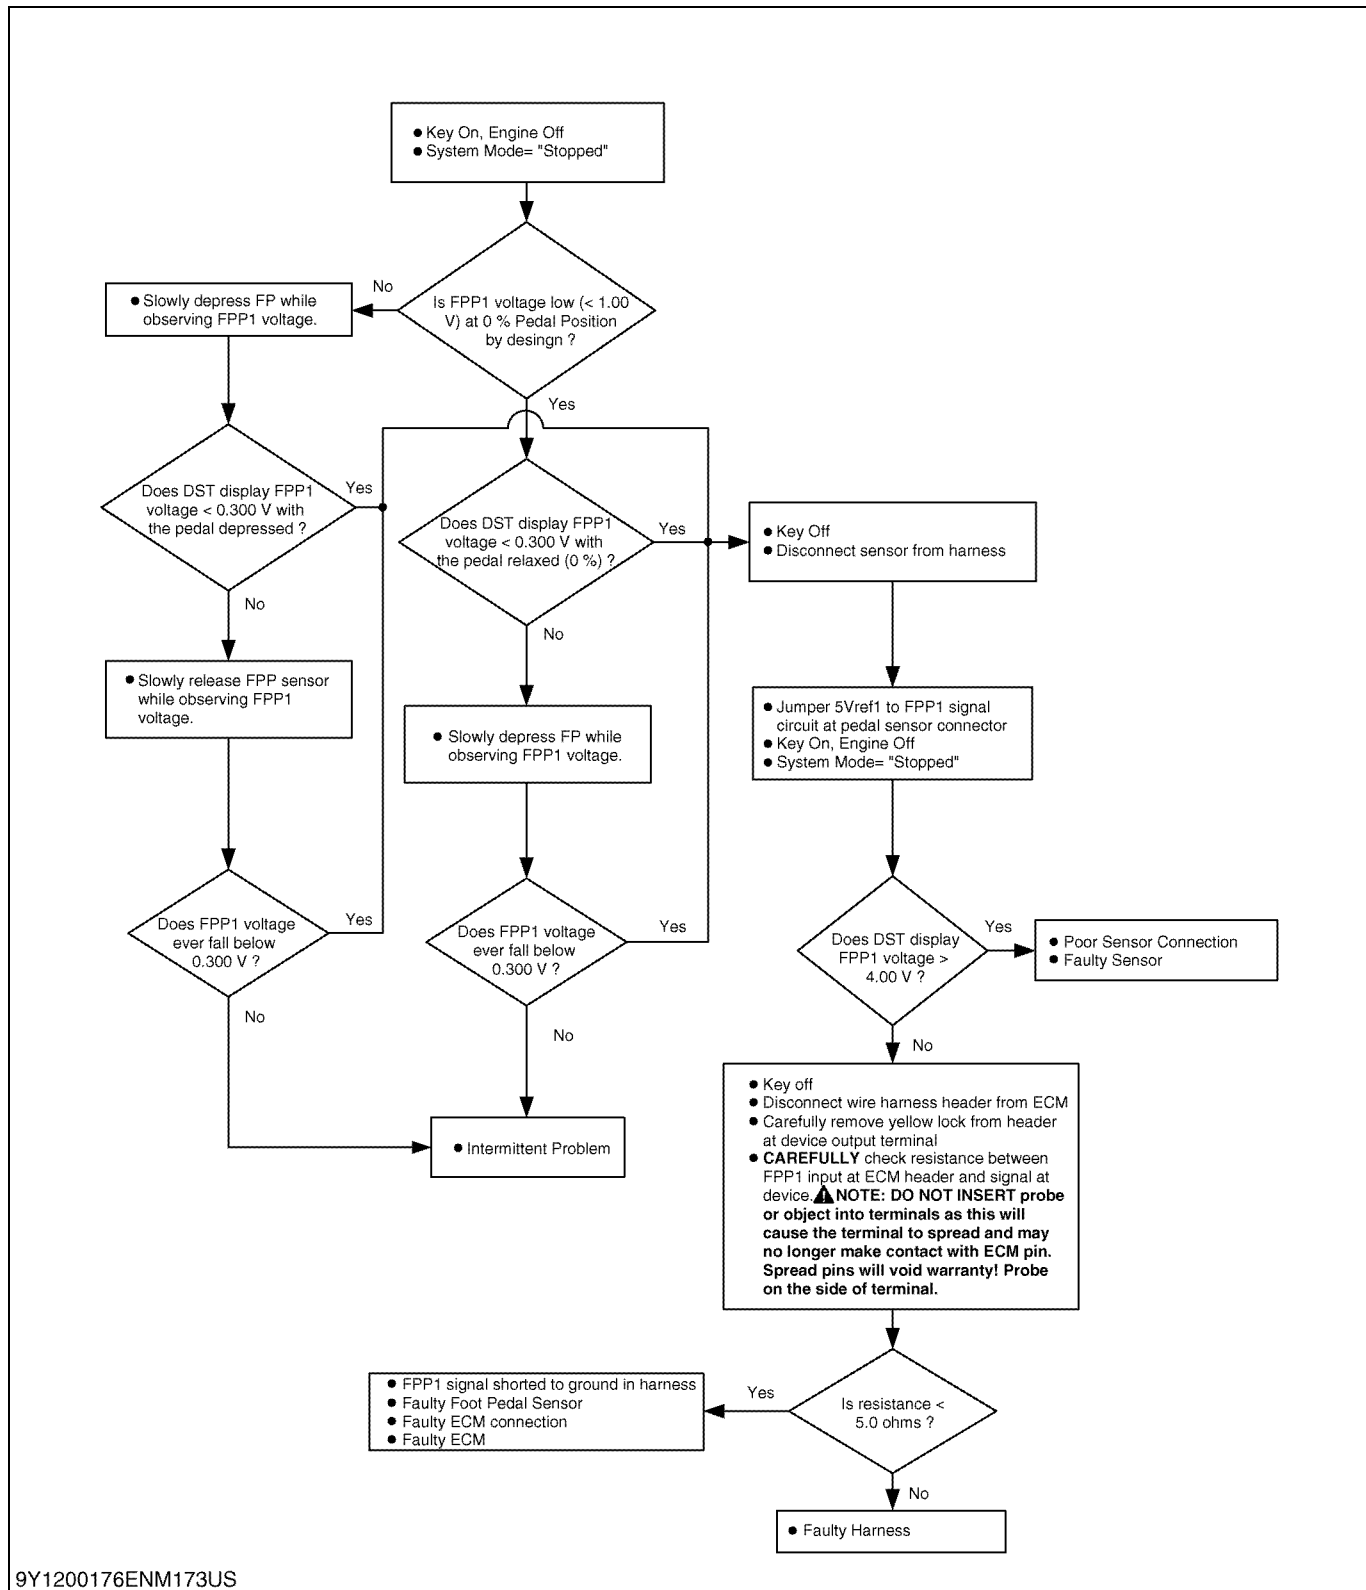 ● Key On, Engine Off
● System Mode= "Stopped"
Is FPP1 voltage low (< 1.00
V) at 0 % Pedal Position
by desingn ?
No
Yes
● Slowly depress FP while
observing FPP1 voltage.
Does DST display FPP1
voltage < 0.300 V with
the pedal depressed ?
Yes
No
● Slowly release FPP sensor
while observing FPP1
voltage.
Does FPP1 voltage
ever fall below
0.300 V ?
Yes
No
Does DST display FPP1
voltage < 0.300 V with
the pedal relaxed (0 %) ?
Yes
No
● Slowly depress FP while
observing FPP1 voltage.
Does FPP1 voltage
ever fall below
0.300 V ?
Yes
No
● Intermittent Problem
● Key Off
● Disconnect sensor from harness
● Jumper 5Vref1 to FPP1 signal
circuit at pedal sensor connector
● Key On, Engine Off
● System Mode= "Stopped"
Does DST display
FPP1 voltage >
4.00 V ?
Yes
No
● Poor Sensor Connection
● Faulty Sensor
● Key off
● Disconnect wire harness header from ECM
● Carefully remove yellow lock from header
at device output terminal
● CAREFULLY check resistance between
FPP1 input at ECM header and signal at
device. NOTE: DO NOT INSERT probe
or object into terminals as this will
cause the terminal to spread and may
no longer make contact with ECM pin.
Spread pins will void warranty! Probe
on the side of terminal.
Is resistance <
5.0 ohms ?
Yes
No
● FPP1 signal shorted to ground in harness
● Faulty Foot Pedal Sensor
● Faulty ECM connection
● Faulty ECM
● Faulty Harness
9Y1200176ENM173US